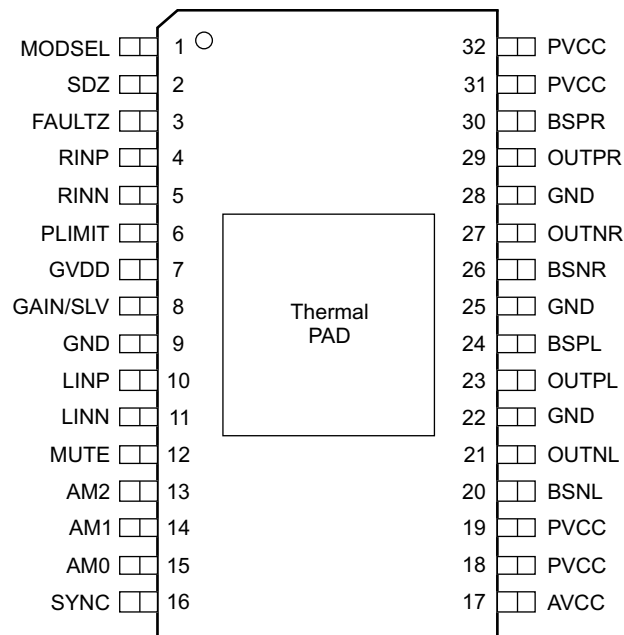 MODSEL 1 32 PVCC
SDZ 2 31 PVCC
FAULTZ 3 30 BSPR
RINP 4 29 OUTPR
RINN 5 28 GND
PLIMIT 6 27 OUTNR
GVDD 7 26 BSNR
GAIN/SLV 8 25 GND
GND 9 24 BSPL
LINP 10 23 OUTPL
LINN 11 22 GND
MUTE 12 21 OUTNL
AM2 13 20 BSNL
AM1 14 19 PVCC
AM0 15 18 PVCC
SYNC 16 17 AVCC
Thermal
PAD